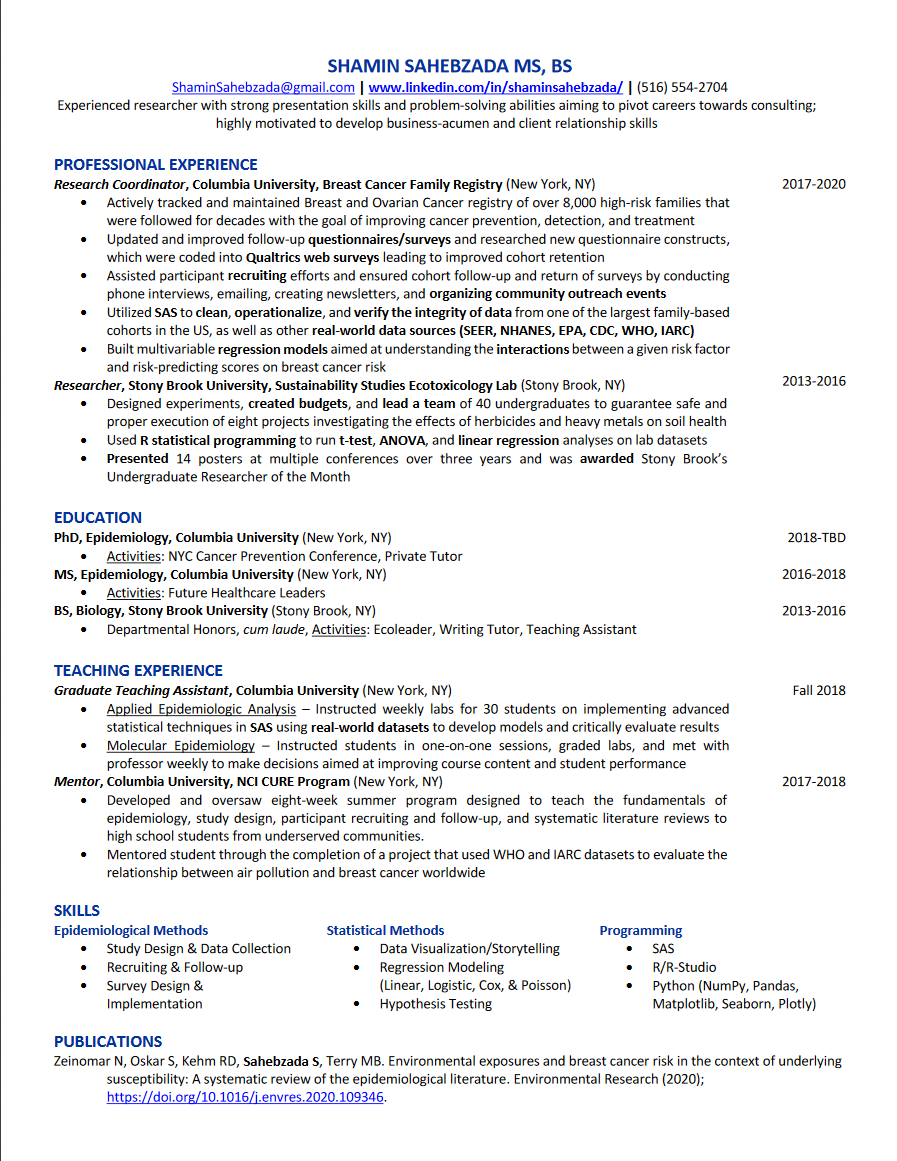 SHAMIN SAHEBZADA MS, BS
ShaminSahebzada@gmail.com | www.linkedin.com/in/shaminsahebzada/ | (516) 554-2704
Experienced researcher with strong presentation skills and problem-solving abilities aiming to pivot careers towards consulting;
highly motivated to develop business-acumen and client relationship skills
PROFESSIONAL EXPERIENCE
Research Coordinator, Columbia University, Breast Cancer Family Registry (New York, NY) 2017-2020
• Actively tracked and maintained Breast and Ovarian Cancer registry of over 8,000 high-risk families that
were followed for decades with the goal of improving cancer prevention, detection, and treatment
• Updated and improved follow-up questionnaires/surveys and researched new questionnaire constructs,
which were coded into Qualtrics web surveys leading to improved cohort retention
• Assisted participant recruiting efforts and ensured cohort follow-up and return of surveys by conducting
phone interviews, emailing, creating newsletters, and organizing community outreach events
• Utilized SAS to clean, operationalize, and verify the integrity of data from one of the largest family-based
cohorts in the US, as well as other real-world data sources (SEER, NHANES, EPA, CDC, WHO, IARC)
• Built multivariable regression models aimed at understanding the interactions between a given risk factor
and risk-predicting scores on breast cancer risk
Researcher, Stony Brook University, Sustainability Studies Ecotoxicology Lab (Stony Brook, NY) 2013-2016
• Designed experiments, created budgets, and lead a team of 40 undergraduates to guarantee safe and
proper execution of eight projects investigating the effects of herbicides and heavy metals on soil health
• Used R statistical programming to run t-test, ANOVA, and linear regression analyses on lab datasets
• Presented 14 posters at multiple conferences over three years and was awarded Stony Brook's
Undergraduate Researcher of the Month
EDUCATION
PhD, Epidemiology, Columbia University (New York, NY) 2018-TBD
• Activities: NYC Cancer Prevention Conference, Private Tutor
MS, Epidemiology, Columbia University (New York, NY) 2016-2018
• Activities: Future Healthcare Leaders
BS, Biology, Stony Brook University (Stony Brook, NY) 2013-2016
• Departmental Honors, cum laude, Activities: Ecoleader, Writing Tutor, Teaching Assistant
TEACHING EXPERIENCE
Graduate Teaching Assistant, Columbia University (New York, NY) Fall 2018
• Applied Epidemiologic Analysis – Instructed weekly labs for 30 students on implementing advanced
statistical techniques in SAS using real-world datasets to develop models and critically evaluate results
• Molecular Epidemiology – Instructed students in one-on-one sessions, graded labs, and met with
professor weekly to make decisions aimed at improving course content and student performance
Mentor, Columbia University, NCI CURE Program (New York, NY) 2017-2018
• Developed and oversaw eight-week summer program designed to teach the fundamentals of
epidemiology, study design, participant recruiting and follow-up, and systematic literature reviews to
high school students from underserved communities.
• Mentored student through the completion of a project that used WHO and IARC datasets to evaluate the
relationship between air pollution and breast cancer worldwide
SKILLS
Epidemiological Methods
• Study Design & Data Collection
• Recruiting & Follow-up
• Survey Design &
Implementation
Statistical Methods
• Data Visualization/Storytelling
• Regression Modeling
(Linear, Logistic, Cox, & Poisson)
• Hypothesis Testing
Programming
• SAS
• R/R-Studio
• Python (NumPy, Pandas,
Matplotlib, Seaborn, Plotly)
PUBLICATIONS
Zeinomar N, Oskar S, Kehm RD, Sahebzada S, Terry MB. Environmental exposures and breast cancer risk in the context of underlying
susceptibility: A systematic review of the epidemiological literature. Environmental Research (2020);
https://doi.org/10.1016/j.envres.2020.109346.